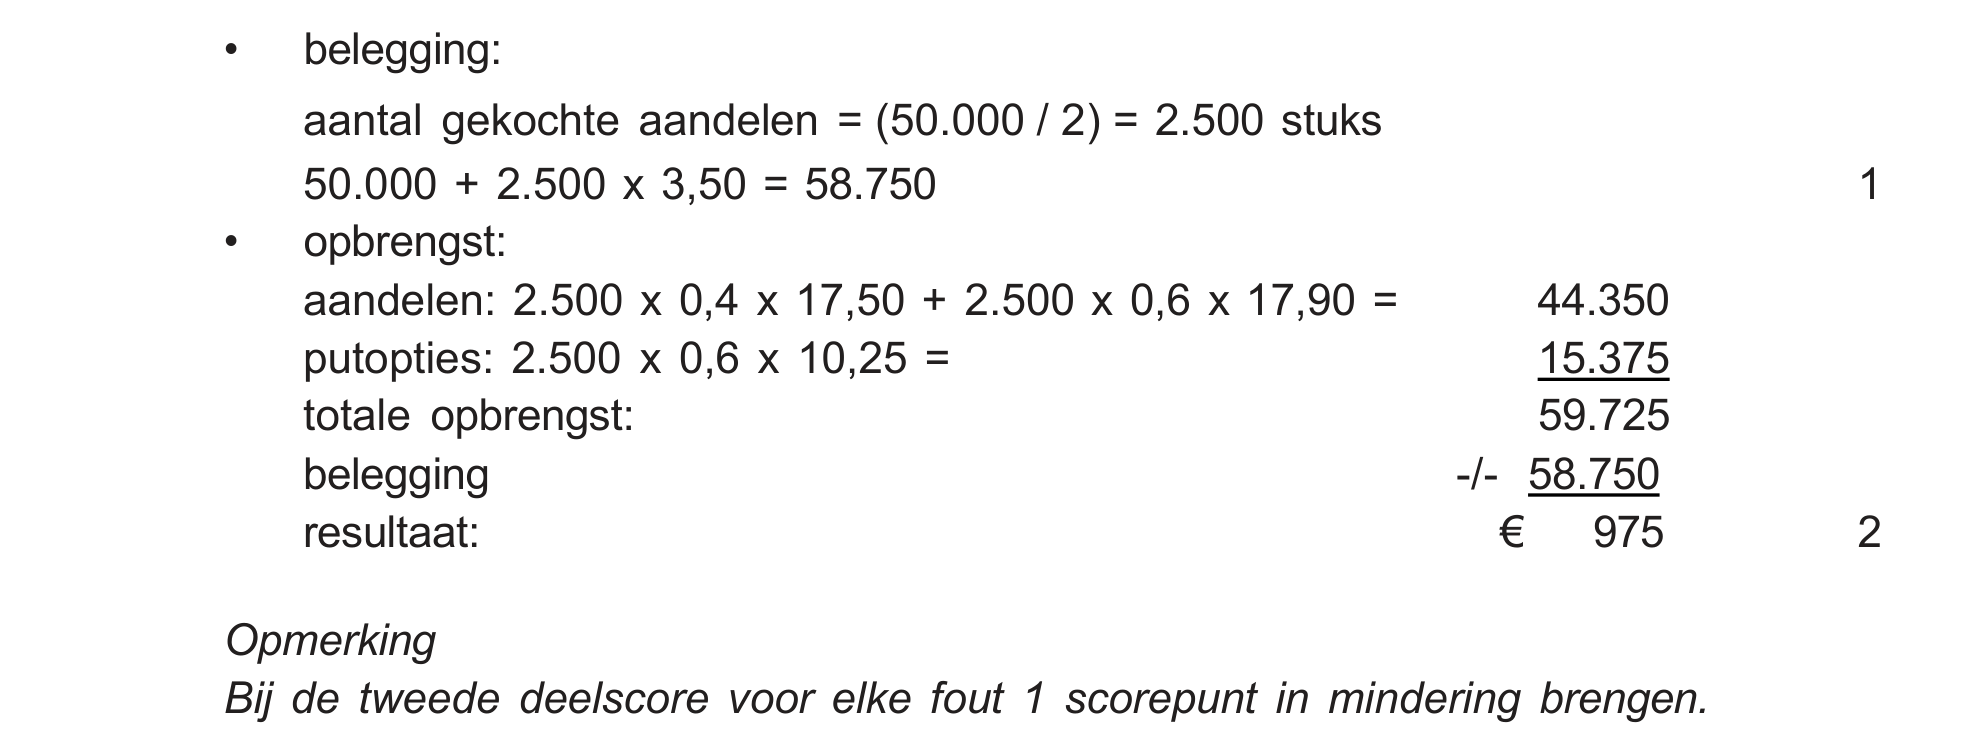 • belegging:
aantal gekochte aandelen = (50.000 / 2) = 2.500 stuks
50.000 + 2.500 x 3,50 = 58.750 1
• opbrengst:
aandelen: 2.500 x 0,4 x 17,50 + 2.500 x 0,6 x 17,90 = 44.350
putopties: 2.500 x 0,6 x 10,25 = 15.375
totale opbrengst: 59.725
belegging -/- 58.750
resultaat: € 975 2
Opmerking
Bij de tweede deelscore voor elke fout 1 scorepunt in mindering brengen.